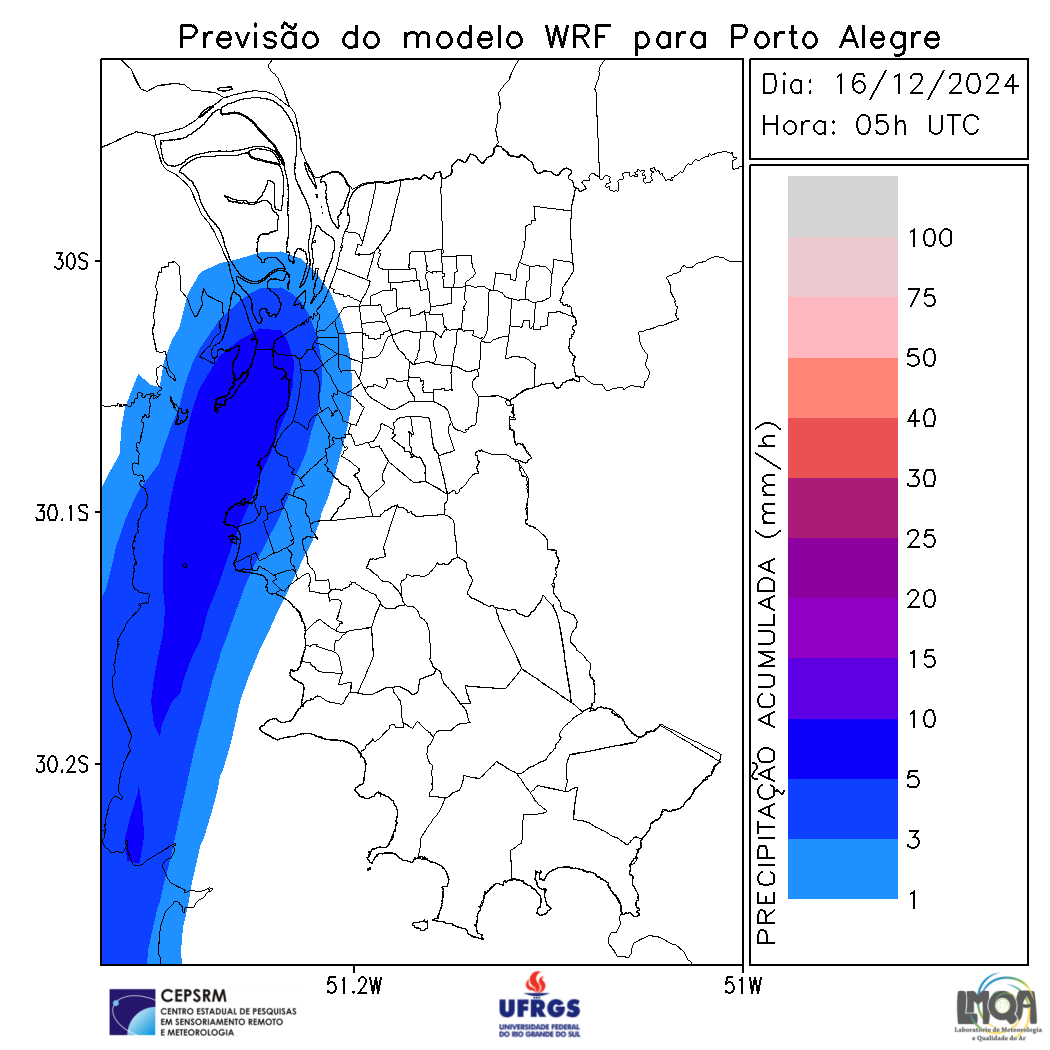 Previsão do modelo WRF para Porto Alegre
Dia: 16/12/2024
Hora: 05h UTC
30S
30.1S
30.2S
51.2W
51W
PRECIPITAÇÃO ACUMULADA (mm/h)
100
75
50
40
30
25
20
15
10
5
3
1
CEPSRM
CENTRO ESTADUAL DE PESQUISAS
EM SENSORIAMENTO REMOTO
E METEOROLOGIA
UFRGS
UNIVERSIDADE FEDERAL
DO RIO GRANDE DO SUL
LMQA
Laboratório de Meteorologia
e Qualidade do Ar